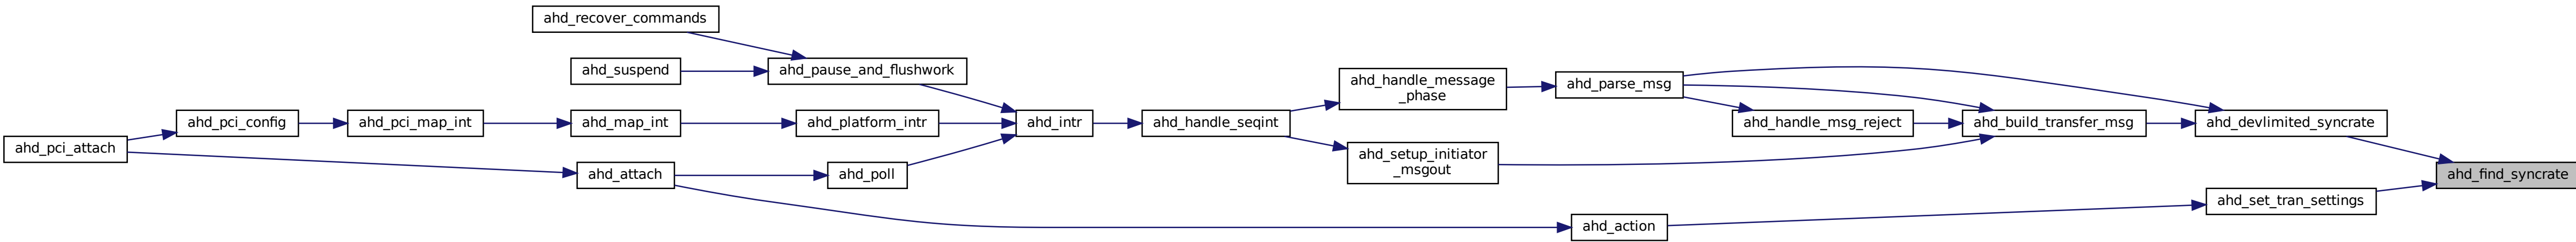 ahd_recover_commands
ahd_suspend
ahd_pause_and_flushwork
ahd_handle_message
_phase
ahd_parse_msg
ahd_pci_attach
ahd_pci_config
ahd_pci_map_int
ahd_map_int
ahd_platform_intr
ahd_intr
ahd_handle_seqint
ahd_handle_msg_reject
ahd_build_transfer_msg
ahd_devlimited_syncrate
ahd_setup_initiator
_msgout
ahd_attach
ahd_poll
ahd_find_syncrate
ahd_set_tran_settings
ahd_action